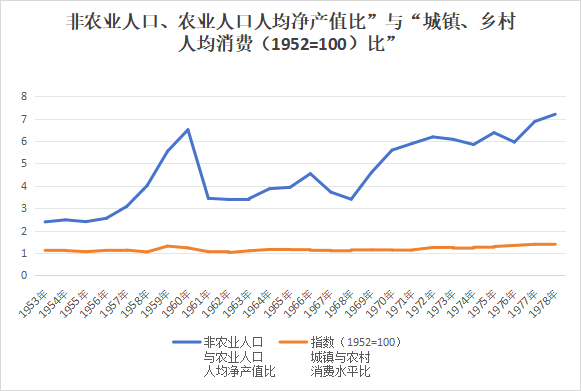 非农业人口、农业人口人均净产值比”与“城镇、乡村
人均消费（1952=100）比”
8
7
6
5
4
3
2
1
0
1953年
1954年
1955年
1956年
1957年
1958年
1959年
1960年
1961年
1962年
1963年
1964年
1965年
1966年
1967年
1968年
1969年
1970年
1971年
1972年
1973年
1974年
1975年
1976年
1977年
1978年
非农业人口
与农业人口
人均净产值比
指数（1952=100）
城镇与农村
消费水平比